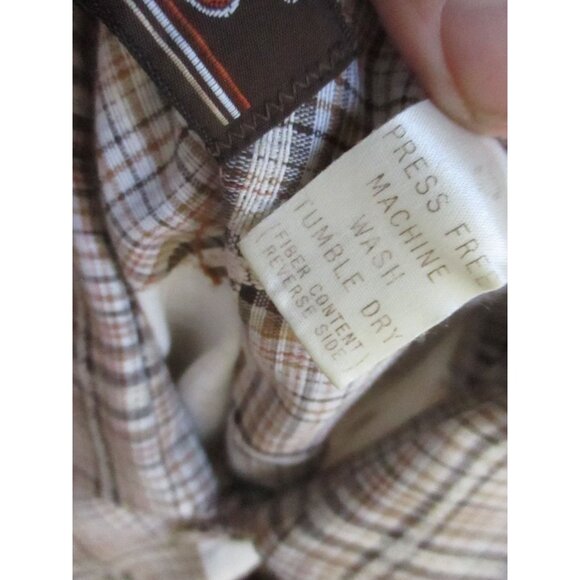 PRESS FREE
MACHINE
WASH
TUMBLE DRY
(FIBER CONTENT)
(REVERSE SIDE)